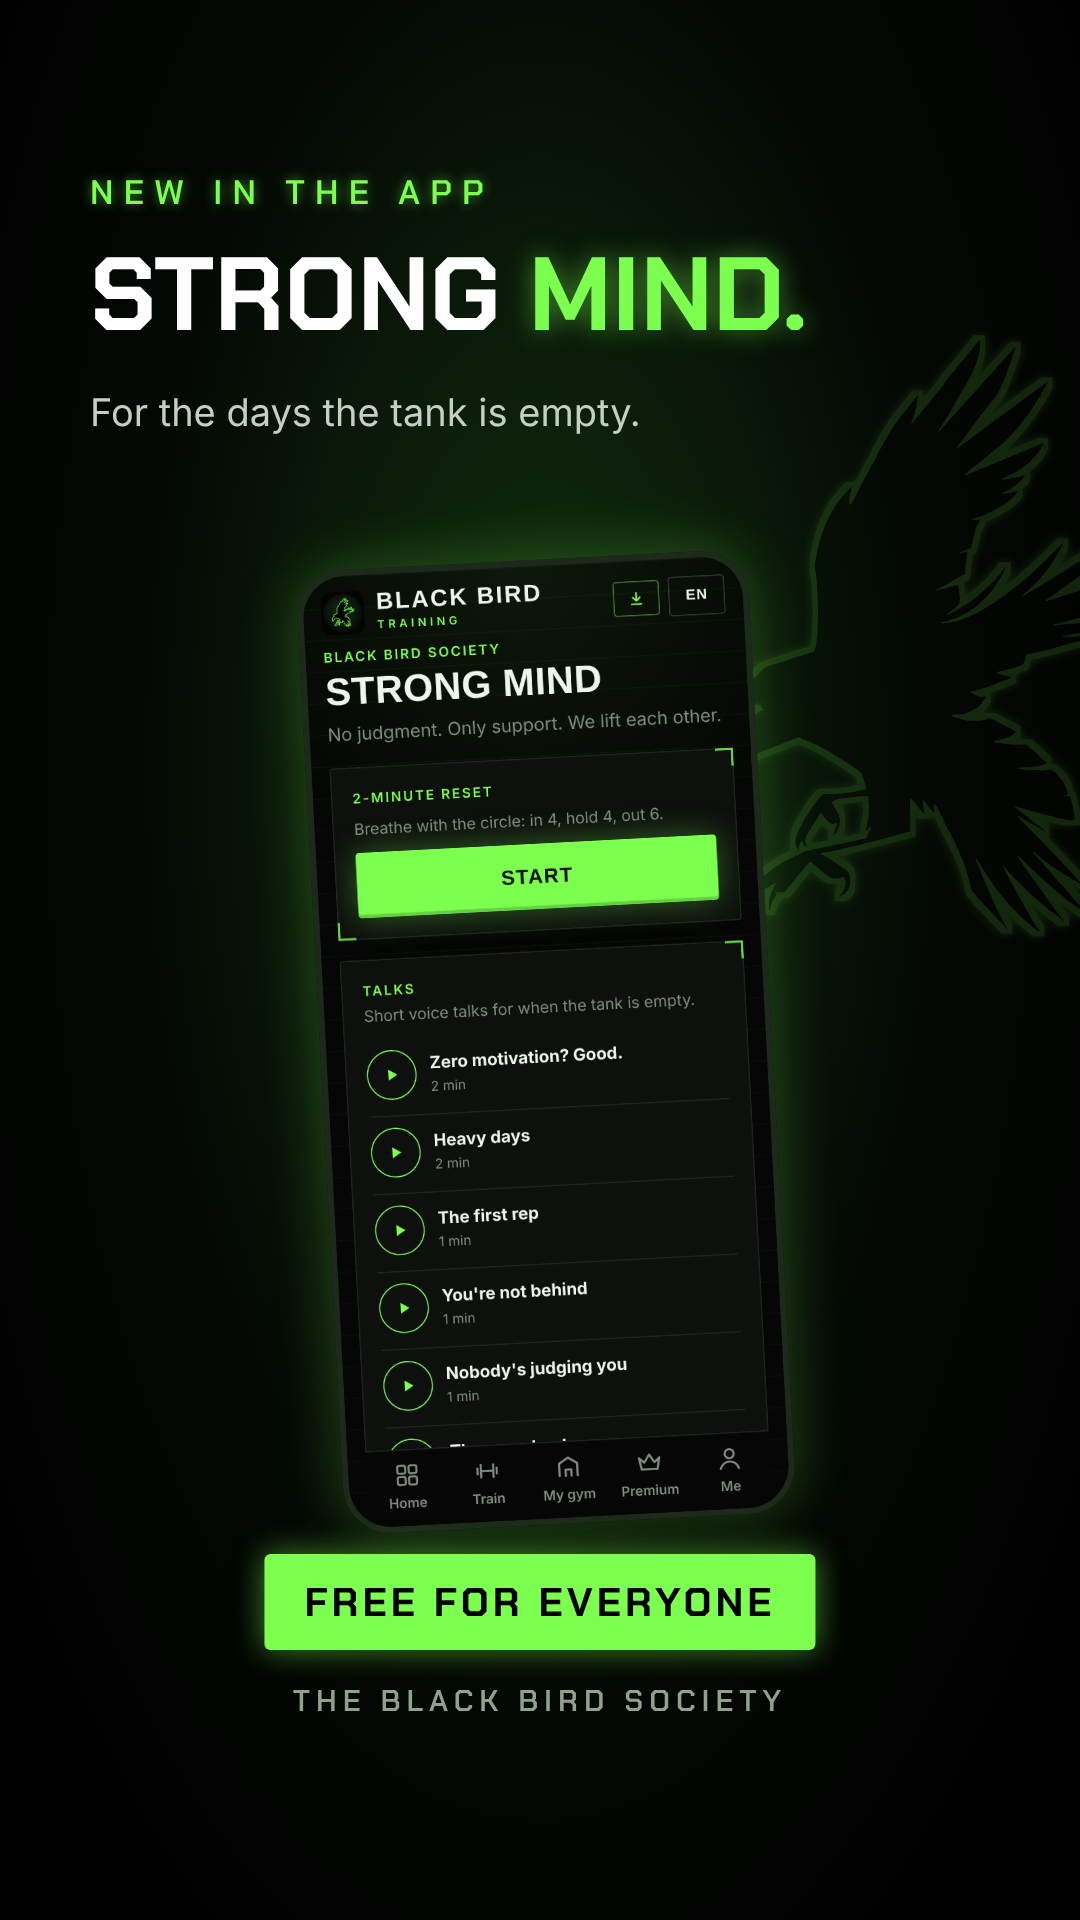 NEW IN THE APP
STRONG MIND.
For the days the tank is empty.
BLACK BIRD
TRAINING
EN
BLACK BIRD SOCIETY
STRONG MIND
No judgment. Only support. We lift each other.
2-MINUTE RESET
Breathe with the circle: in 4, hold 4, out 6.
START
TALKS
Short voice talks for when the tank is empty.
Zero motivation? Good.
2 min
Heavy days
2 min
The first rep
1 min
You're not behind
1 min
Nobody's judging you
1 min
Home
Train
My gym
Premium
Me
FREE FOR EVERYONE
THE BLACK BIRD SOCIETY